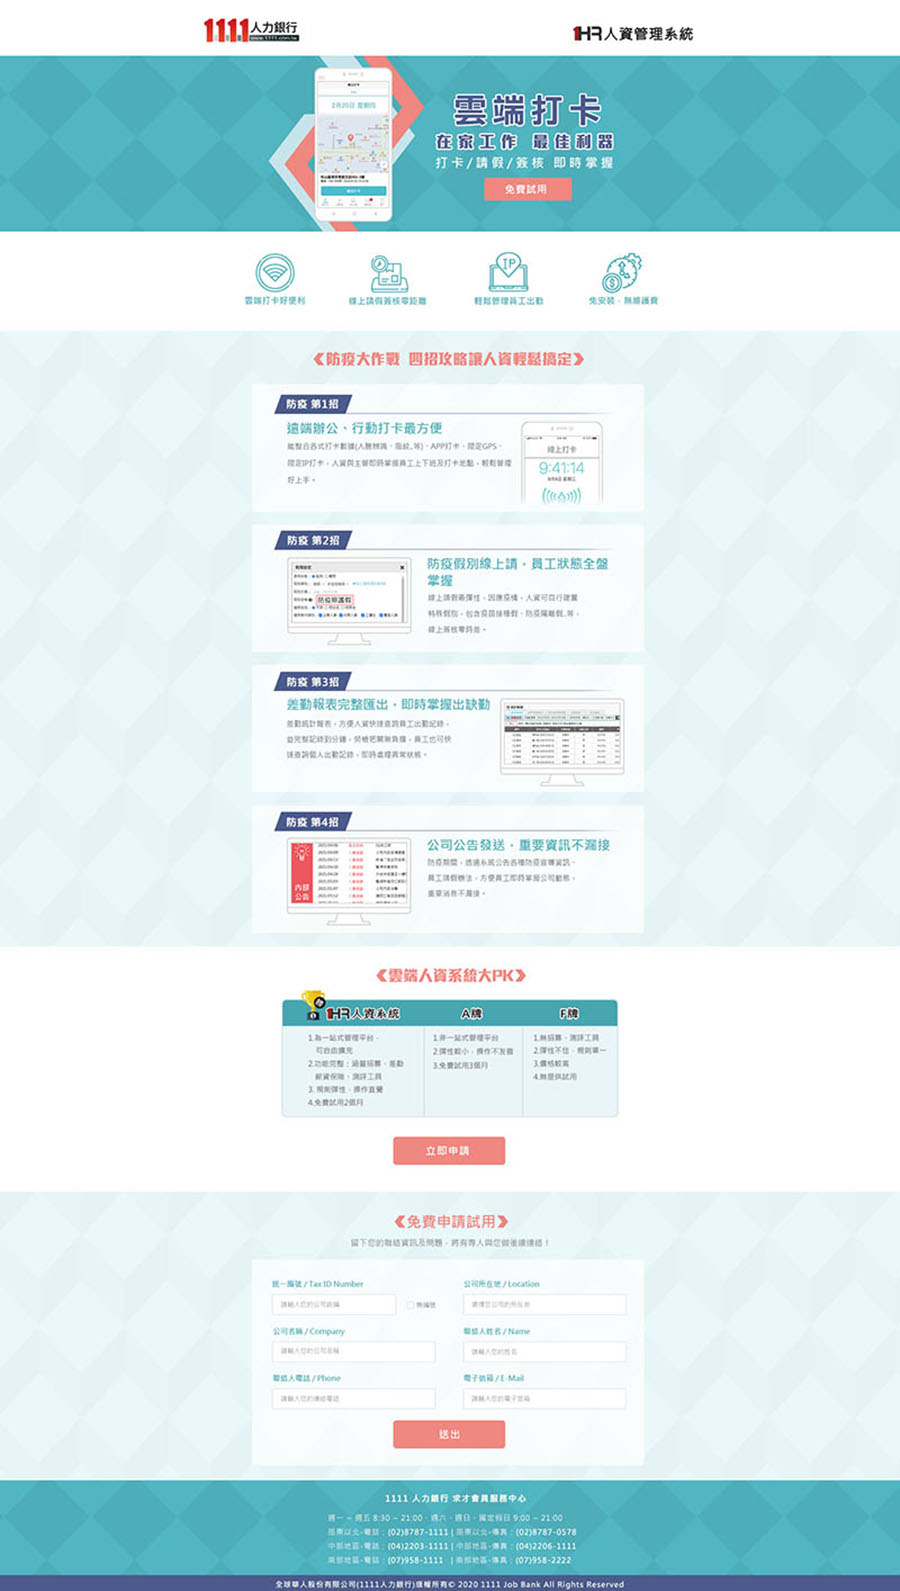 1111 人力銀行
www.1111.com.tw
1HR人資管理系統
2月20日 星期四
雲端打卡
在家工作 最佳利器
打卡/請假/簽核 即時掌握
免費試用
IP
雲端打卡好便利
線上請假簽核零距離
輕鬆管理員工出勤
免安裝、無維護費
《防疫大作戰 四招攻略讓人資輕鬆搞定》
防疫 第1招
遠端辦公、行動打卡最方便
能整合各式打卡數據(人臉辨識、指紋..等)、APP打卡、限定GPS、
限定IP打卡，人資與主管即時掌握員工上下班及打卡地點，輕鬆管理
好上手。
線上打卡
9:41:14
防疫 第2招
防疫照護假
防疫假別線上請，員工狀態全盤
掌握
線上請假最彈性，因應疫情，人資可自行建置
特殊假別，包含疫苗接種假、防疫隔離假..等，
線上簽核零時差。
防疫 第3招
差勤報表完整匯出，即時掌握出缺勤
差勤統計報表，方便人資快速查詢員工出勤紀錄，
並完整記錄到分鐘，勞檢把關無負擔，員工也可快
速查詢個人出勤記錄，即時處理異常狀態。
防疫 第4招
內部
公告
公司公告發送，重要資訊不漏接
防疫期間，透過系統公告各種防疫宣導資訊、
員工請假辦法，方便員工即時掌握公司動態，
重要消息不漏接。
《雲端人資系統大PK》
1HR人資系統
A牌
F牌
1.為一站式管理平台，
可自由擴充
2.功能完整：涵蓋招募、差勤
薪資保險、測評工具
3. 規則彈性、操作直覺
4.免費試用2個月
1.非一站式管理平台
2.彈性較小、操作不友善
3.免費試用3個月
1.無招募、測評工具
2.彈性不佳、規則單一
3.價格較高
4.無提供試用
立即申請
《免費申請試用》
留下您的聯絡資訊及問題，將有專人與您做後續連絡！
統一編號 / Tax ID Number
請輸入您的公司統編
無編號
公司所在地 / Location
選擇您公司的所在地
公司名稱 / Company
請輸入您的公司名稱
聯絡人姓名 / Name
請輸入您的姓名
聯絡人電話 / Phone
請輸入您的連絡電話
電子信箱 / E-Mail
請輸入您的電子信箱
送出
1111 人力銀行 求才會員服務中心
週一 ~ 週五 8:30 ~ 21:00．週六、週日、國定假日 9:00 ~ 21:00
苗栗以北-電話：(02)8787-1111 | 苗栗以北-傳真：(02)8787-0578
中部地區-電話：(04)2203-1111 | 中部地區-傳真：(04)2206-1111
南部地區-電話：(07)958-1111 | 南部地區-傳真：(07)958-2222
全球華人股份有限公司(1111人力銀行)版權所有© 2020 1111 Job Bank All Rights Reserved